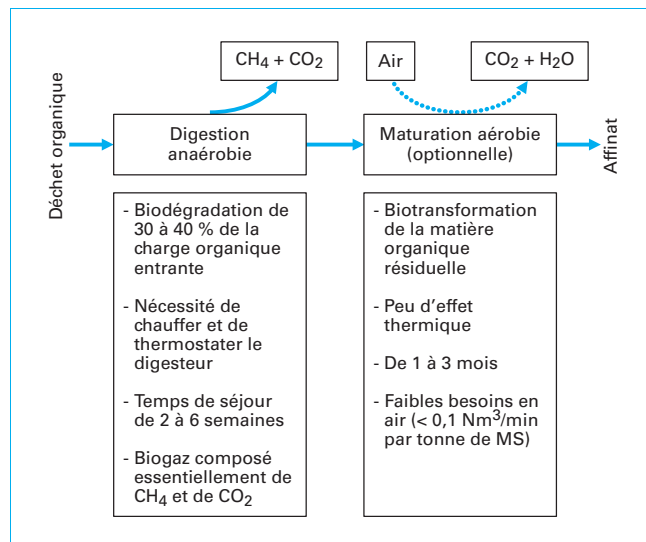 CH4 + CO2
Air
CO2 + H2O
Déchet organique
Digestion
anaérobie
Maturation aérobie
(optionnelle)
Affinat
- Biodégradation de
30 à 40 % de la
charge organique
entrante
- Nécessité de
chauffer et de
thermostater le
digesteur
- Temps de séjour
de 2 à 6 semaines
- Biogaz composé
essentiellement de
CH4 et de CO2
- Biotransformation
de la matière
organique
résiduelle
- Peu d'effet
thermique
- De 1 à 3 mois
- Faibles besoins en
air (< 0,1 Nm3/min
par tonne de MS)